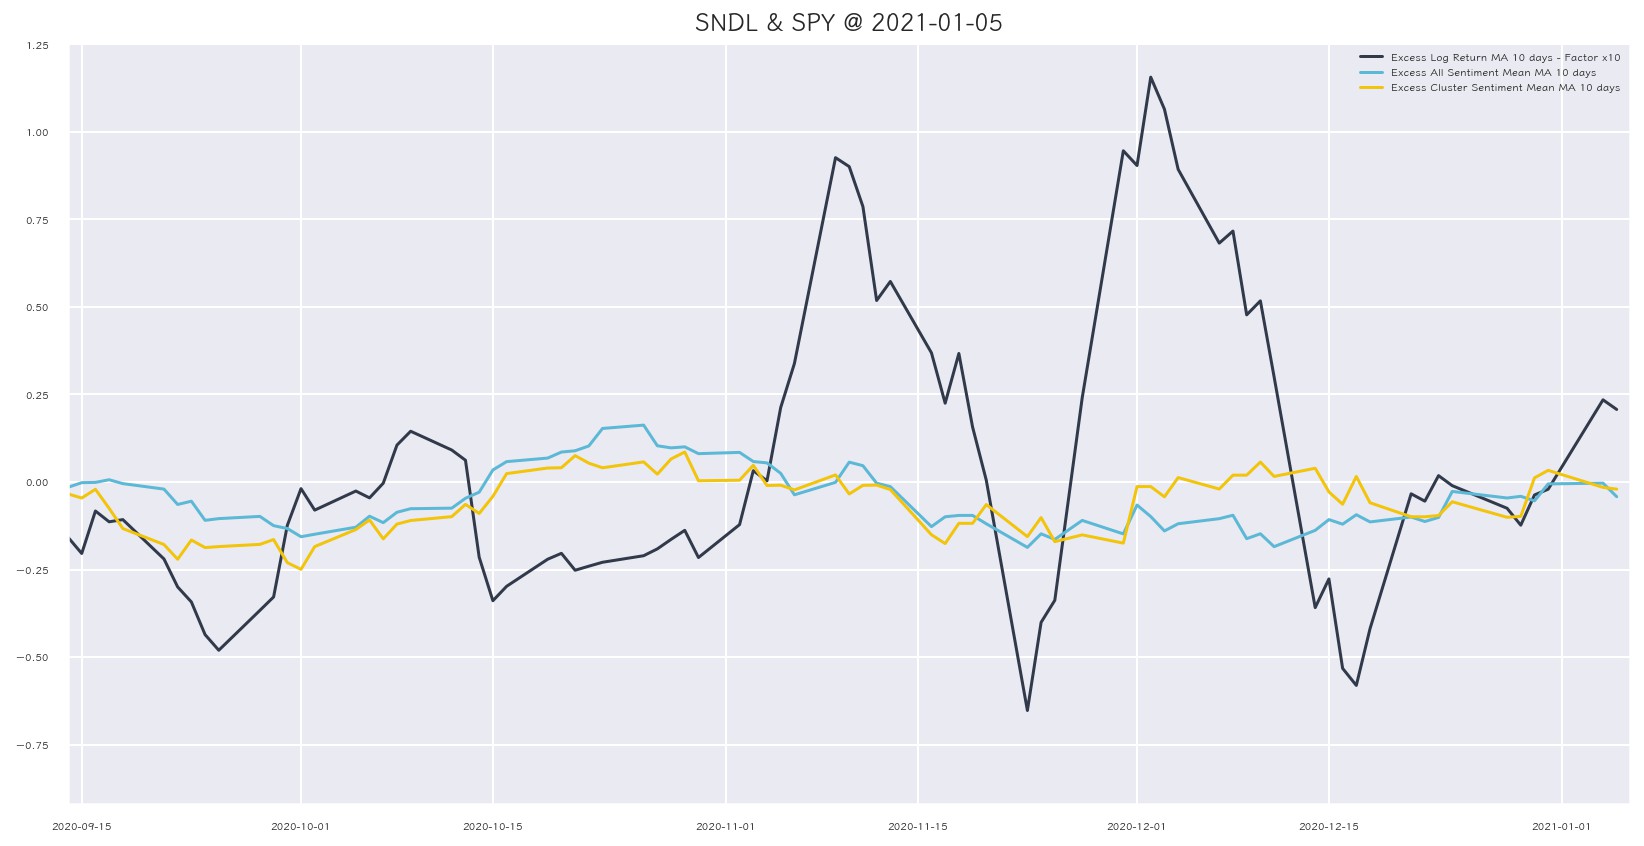 SNDL & SPY @ 2021-01-05
1.25
1.00
0.75
0.50
0.25
0.00
−0.25
−0.50
−0.75
Excess Log Return MA 10 days - Factor x10
Excess All Sentiment Mean MA 10 days
Excess Cluster Sentiment Mean MA 10 days
2020-09-15 2020-10-01 2020-10-15 2020-11-01 2020-11-15 2020-12-01 2020-12-15 2021-01-01